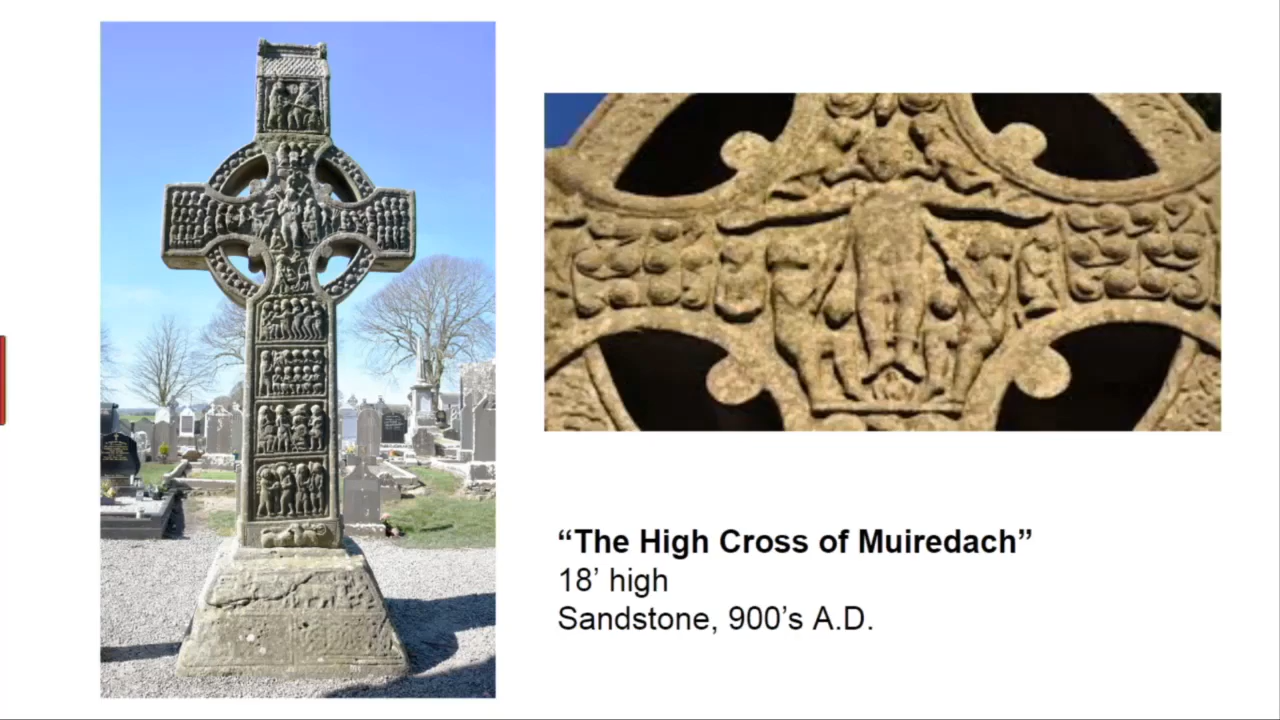 “The High Cross of Muiredach”
18’ high
Sandstone, 900’s A.D.